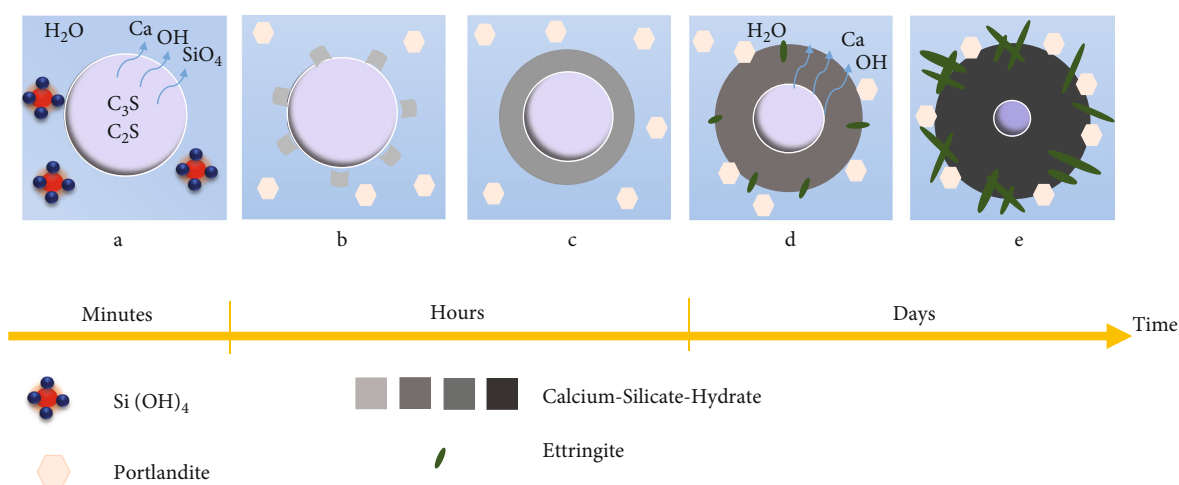 H₂O
Ca
OH
SiO₄
C₃S
C₂S
H₂O
Ca
OH
a
b
c
d
e
Minutes
Hours
Days
Time
Si (OH)₄
Calcium-Silicate-Hydrate
Ettringite
Portlandite